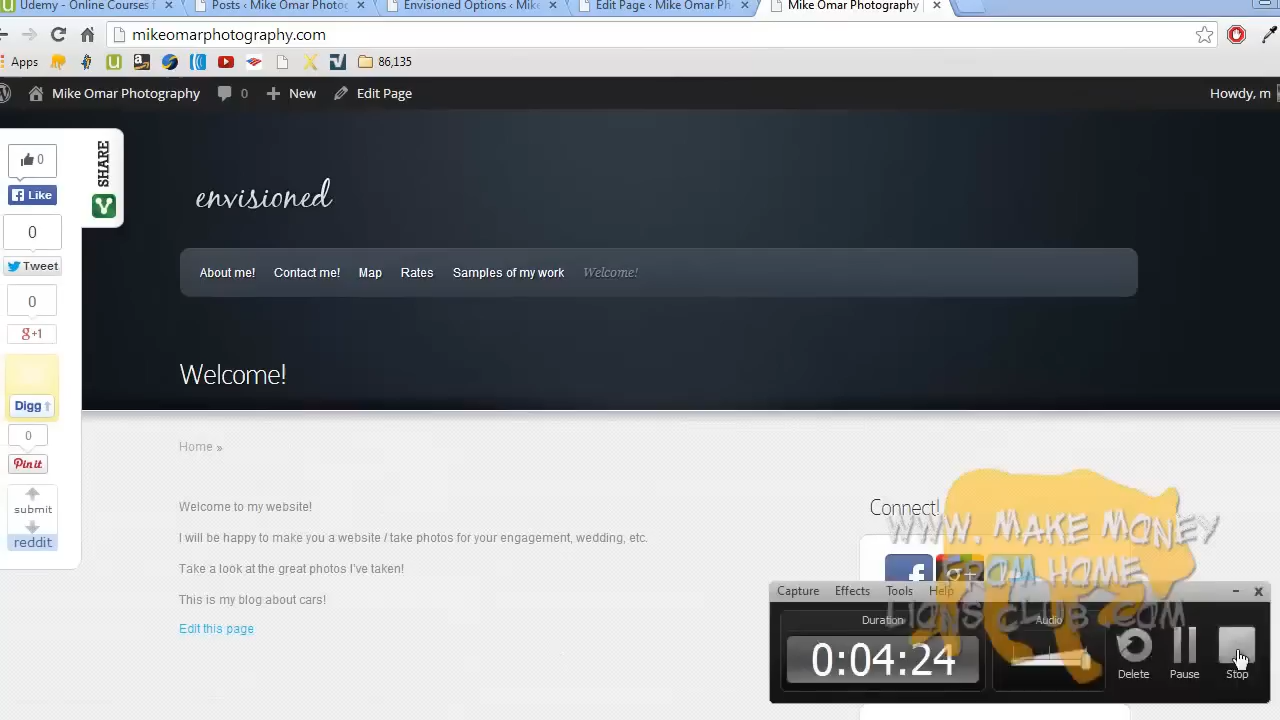 Udemy - Online Courses f
Posts ‹ Mike Omar Photog
Envisioned Options ‹ Mik
Edit Page ‹ Mike Omar Ph
Mike Omar Photography
mikeomarphotography.com
Apps
86,135
Mike Omar Photography
0
New
Edit Page
Howdy, m
SHARE
0
Like
0
Tweet
0
g+1
Digg
0
Pin it
submit
reddit
envisioned
About me!
Contact me!
Map
Rates
Samples of my work
Welcome!
Welcome!
Home »
Welcome to my website!
I will be happy to make you a website / take photos for your engagement, wedding, etc.
Take a look at the great photos I've taken!
This is my blog about cars!
Edit this page
Connect!
WWW. MAKE MONEY
FROM HOME
LIONS CLUB .COM
Capture
Effects
Tools
Help
Duration
0:04:24
Audio
Delete
Pause
Stop